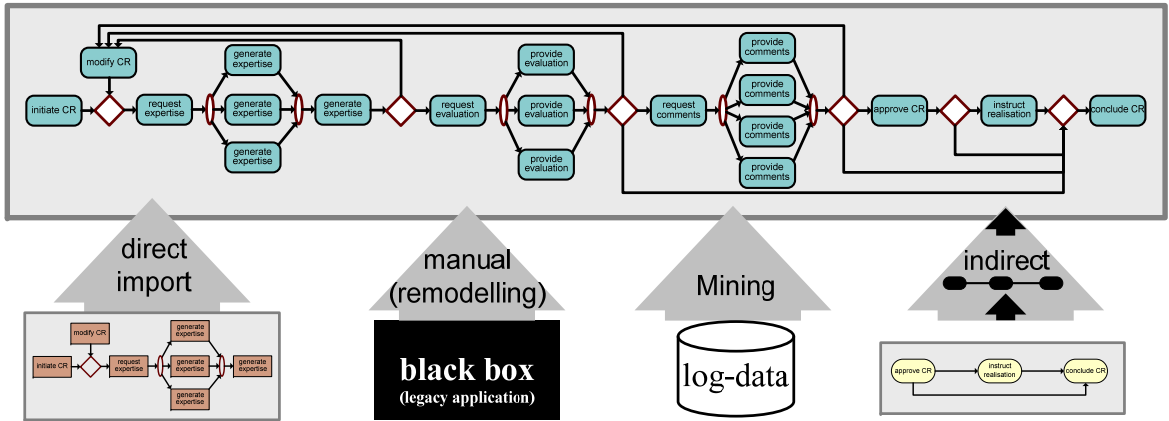 modify CR
initiate CR
request
expertise
generate
expertise
generate
expertise
generate
expertise
generate
expertise
request
evaluation
provide
evaluation
provide
evaluation
provide
evaluation
request
comments
provide
comments
provide
comments
provide
comments
provide
comments
approve CR
instruct
realisation
conclude CR
direct
import
manual
(remodelling)
Mining
indirect
modify CR
initiate CR
request
expertise
generate
expertise
generate
expertise
generate
expertise
generate
expertise
black box
(legacy application)
log-data
approve CR
instruct
realisation
conclude CR